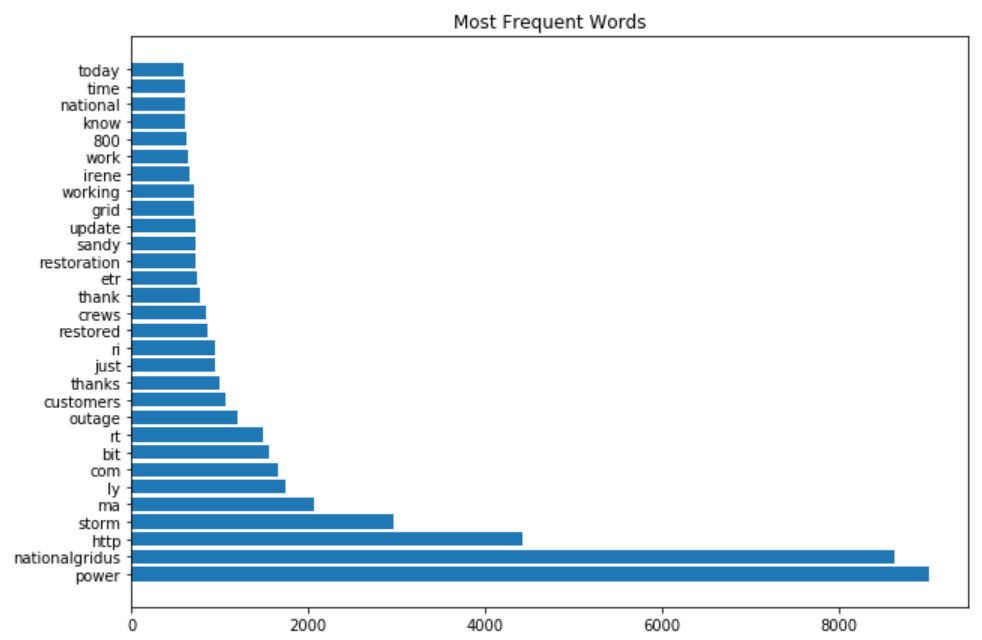 Most Frequent Words
today
time
national
know
800
work
irene
working
grid
update
sandy
restoration
etr
thank
crews
restored
ri
just
thanks
customers
outage
rt
bit
com
ly
ma
storm
http
nationalgridus
power
0 2000 4000 6000 8000